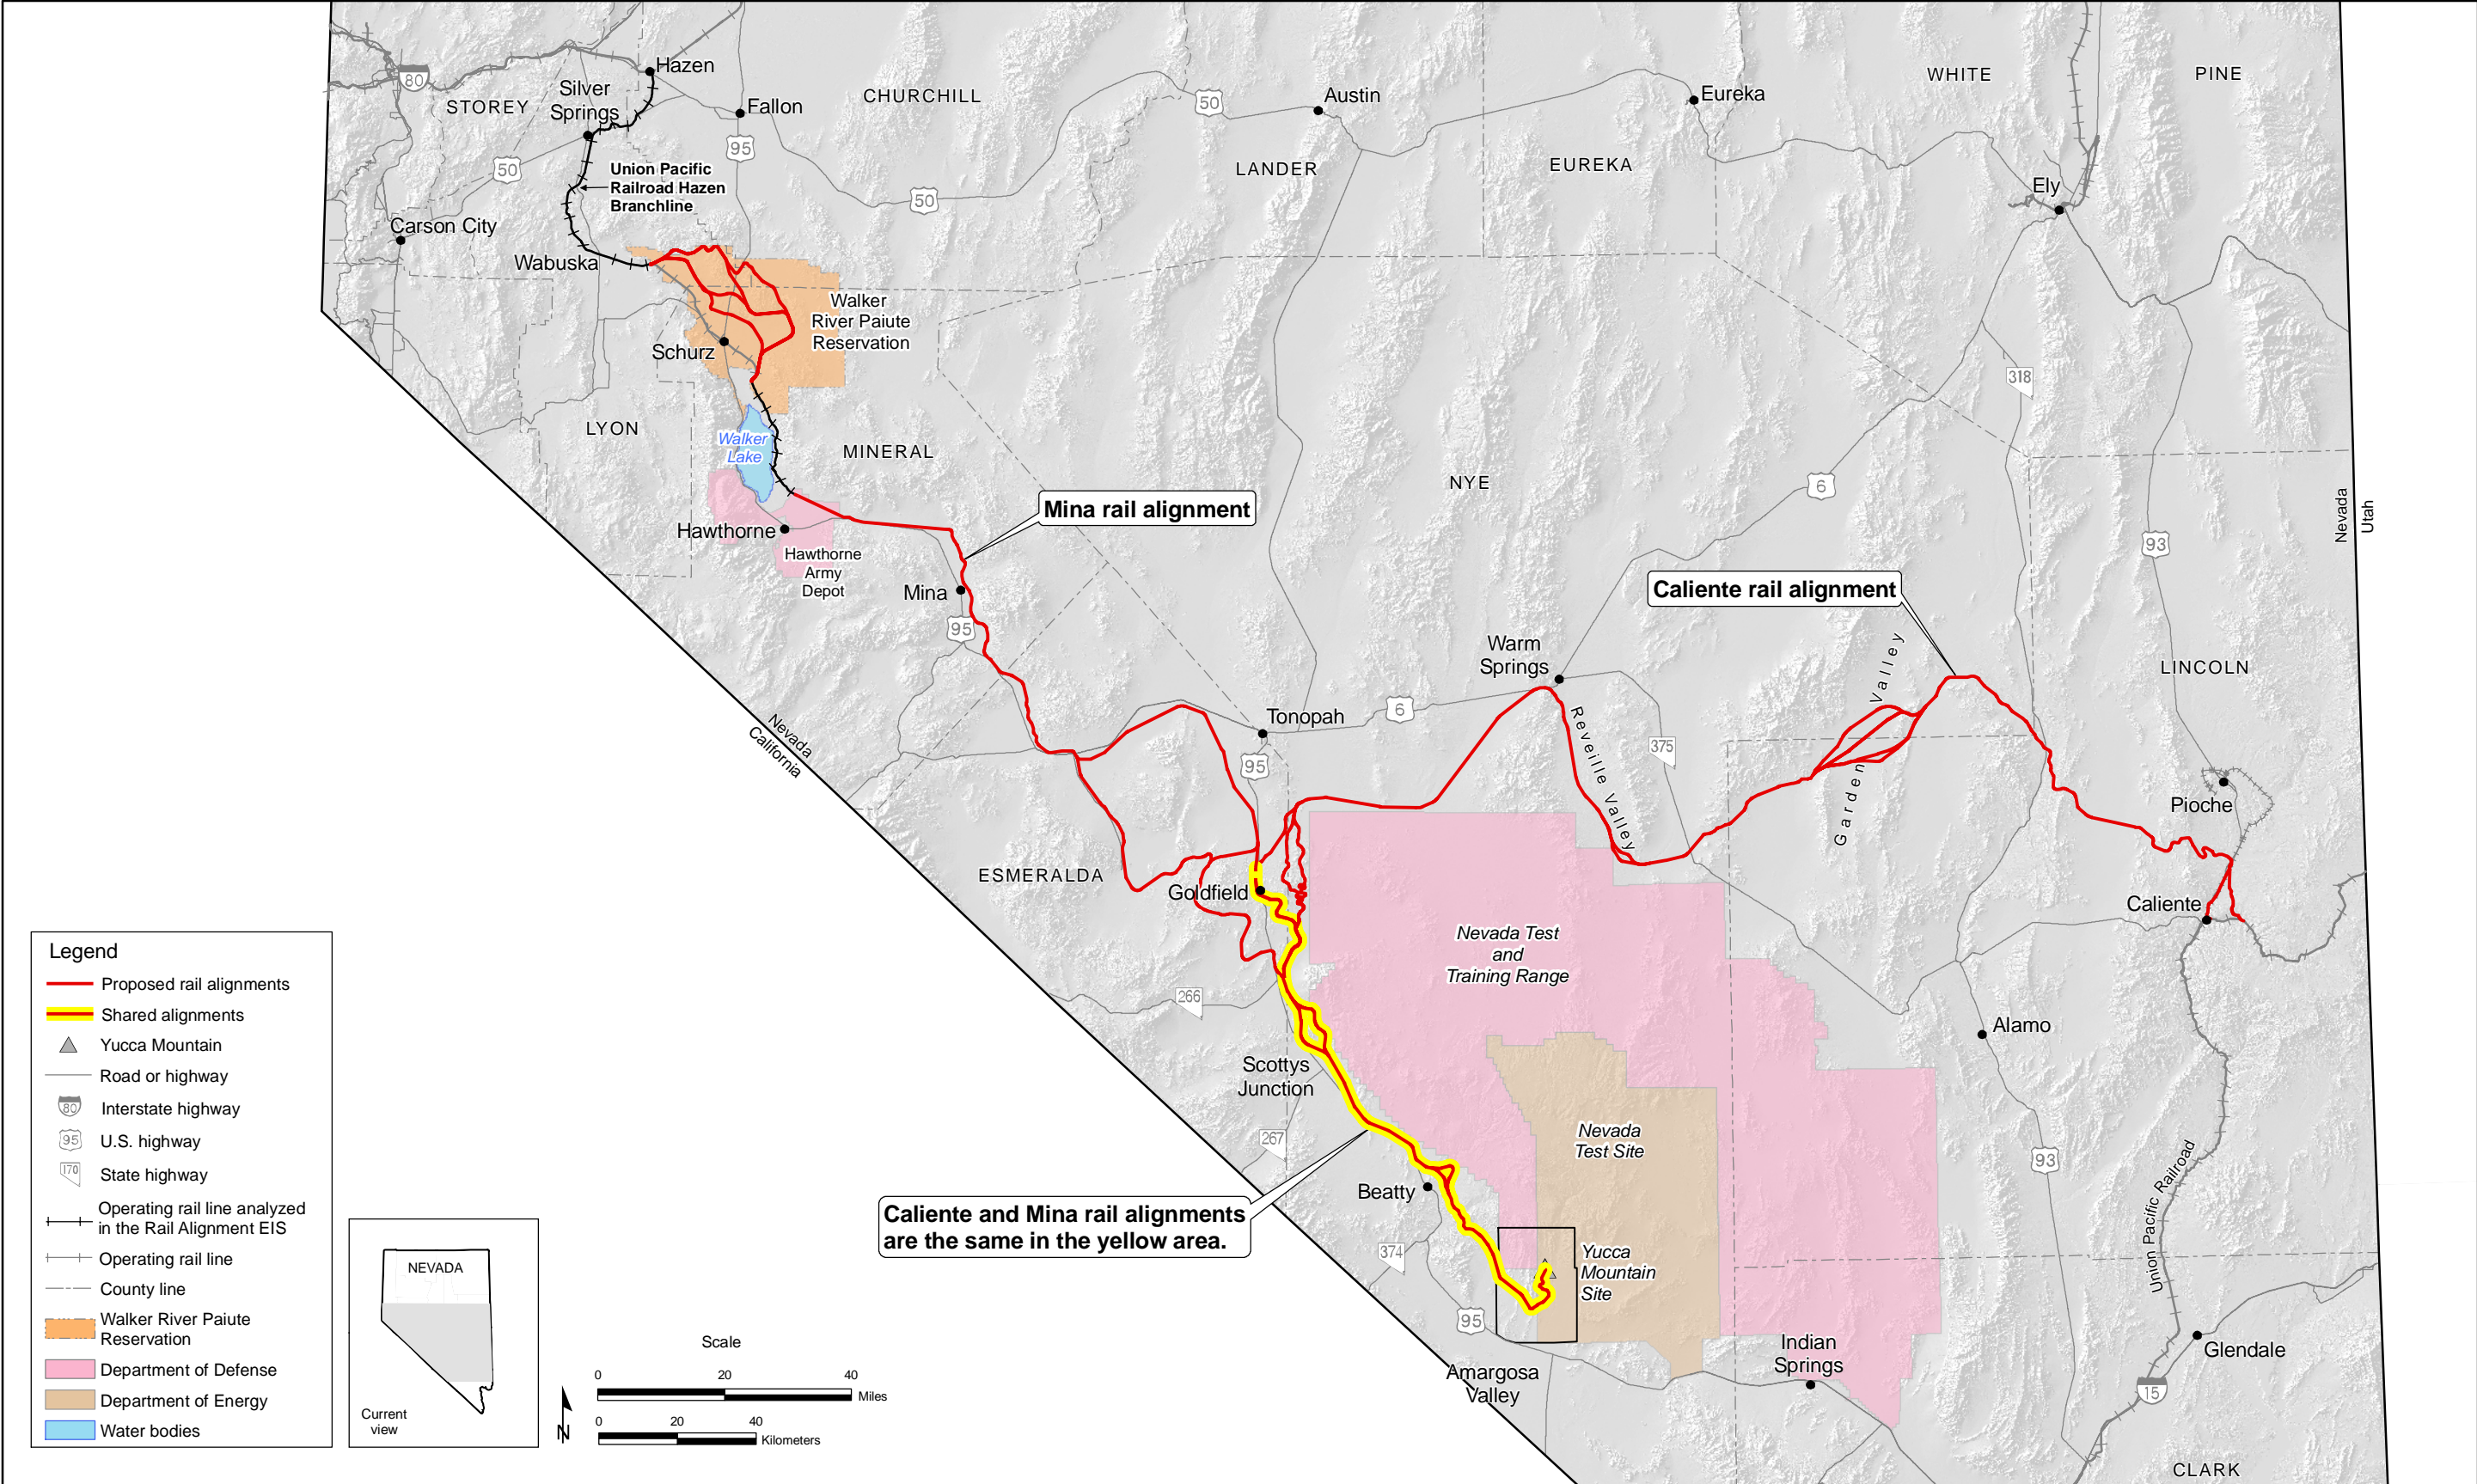 Hazen
80
Silver
Springs
STOREY
CHURCHILL
Fallon
50
Austin
Eureka
WHITE
PINE
95
50
Union Pacific
Railroad Hazen
Branchline
LANDER
EUREKA
50
Ely
Carson City
Wabuska
Walker
River Paiute
Reservation
Schurz
318
LYON
Walker
Lake
MINERAL
NYE
6
Mina rail alignment
Nevada
Utah
Hawthorne
Hawthorne
Army
Depot
93
Mina
Caliente rail alignment
95
Warm
Springs
Garden Valley
LINCOLN
Nevada
California
Tonopah
6
Reveille Valley
375
95
Pioche
ESMERALDA
Goldfield
Caliente
Nevada Test
and
Training Range
266
Alamo
Scottys
Junction
267
Nevada
Test Site
93
Union Pacific Railroad
Beatty
Caliente and Mina rail alignments
are the same in the yellow area.
374
Yucca
Mountain
Site
95
Indian
Springs
Amargosa
Valley
Glendale
15
CLARK
Legend
Proposed rail alignments
Shared alignments
Yucca Mountain
Road or highway
80
Interstate highway
95
U.S. highway
170
State highway
Operating rail line analyzed
in the Rail Alignment EIS
Operating rail line
County line
Walker River Paiute
Reservation
Department of Defense
Department of Energy
Water bodies
NEVADA
Current
view
N
Scale
0 20 40
Miles
0 20 40
Kilometers